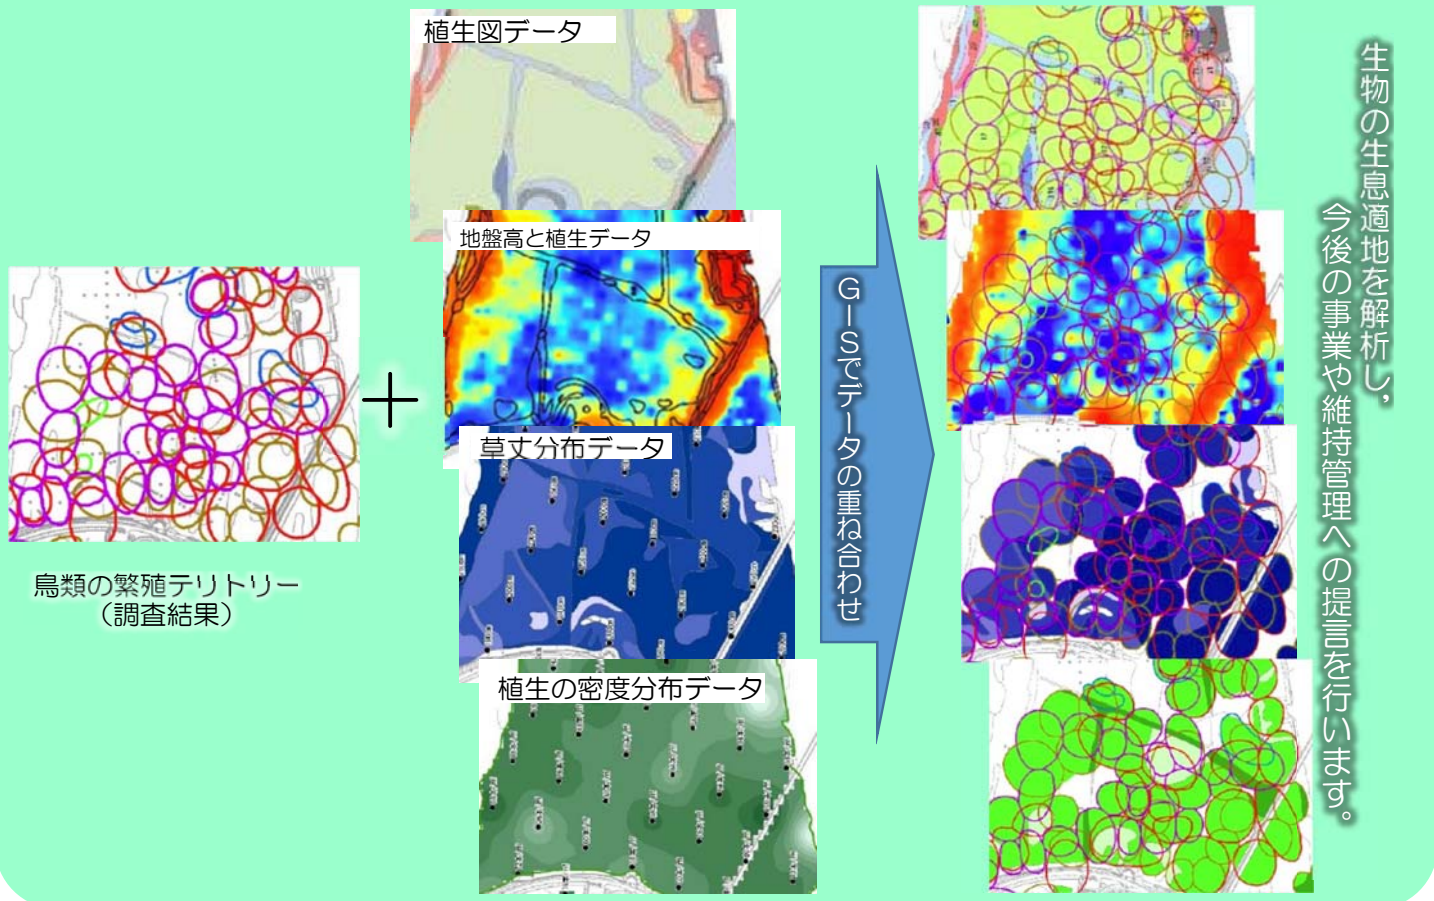 植生図データ
地盤高と植生データ
草丈分布データ
植生の密度分布データ
鳥類の繁殖テリトリー
（調査結果）
＋
GISでデータの重ね合わせ
生物の生息適地を解析し，
今後の事業や維持管理への提言を行います。